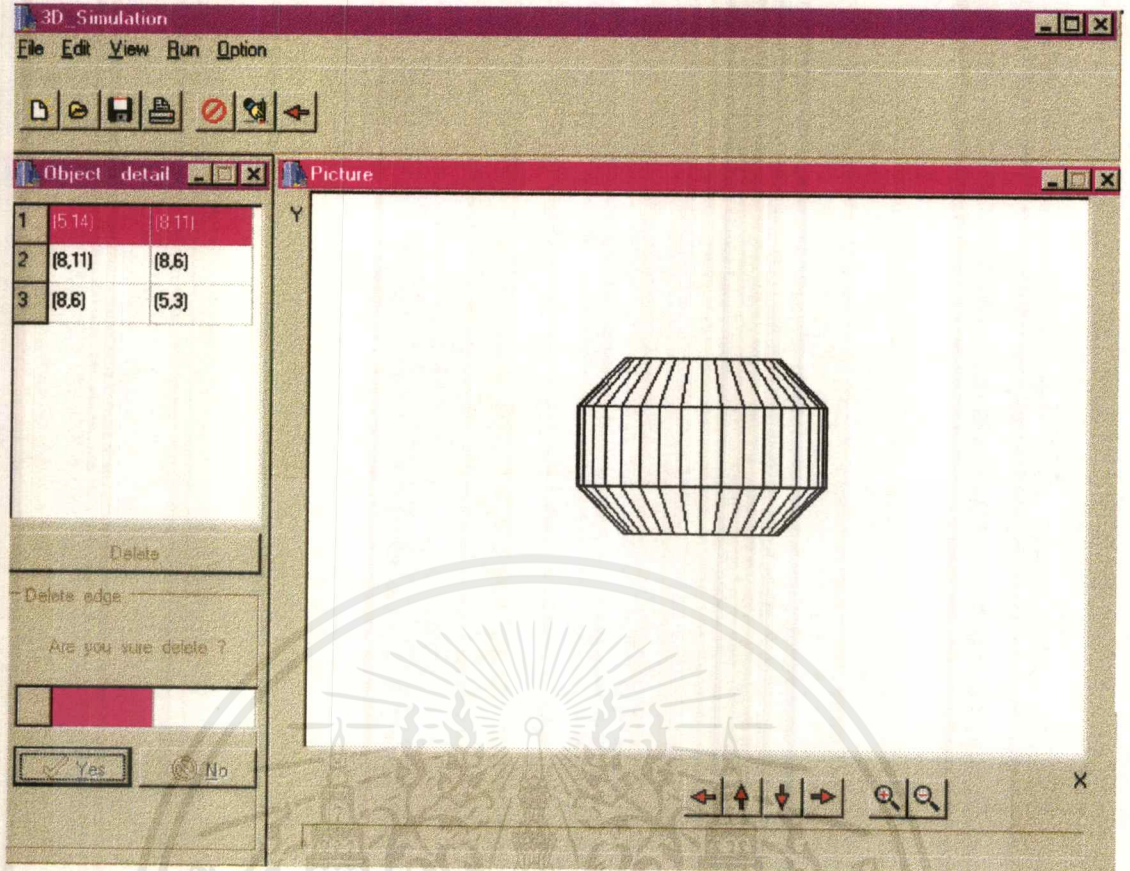 3D_Simulation
File Edit View Run Option
Object detail
Picture
1 (5,14) (8,11)
2 (8,11) (8,6)
3 (8,6) (5,3)
Y
Delete
Delete edge
Are you sure delete ?
Yes No
X